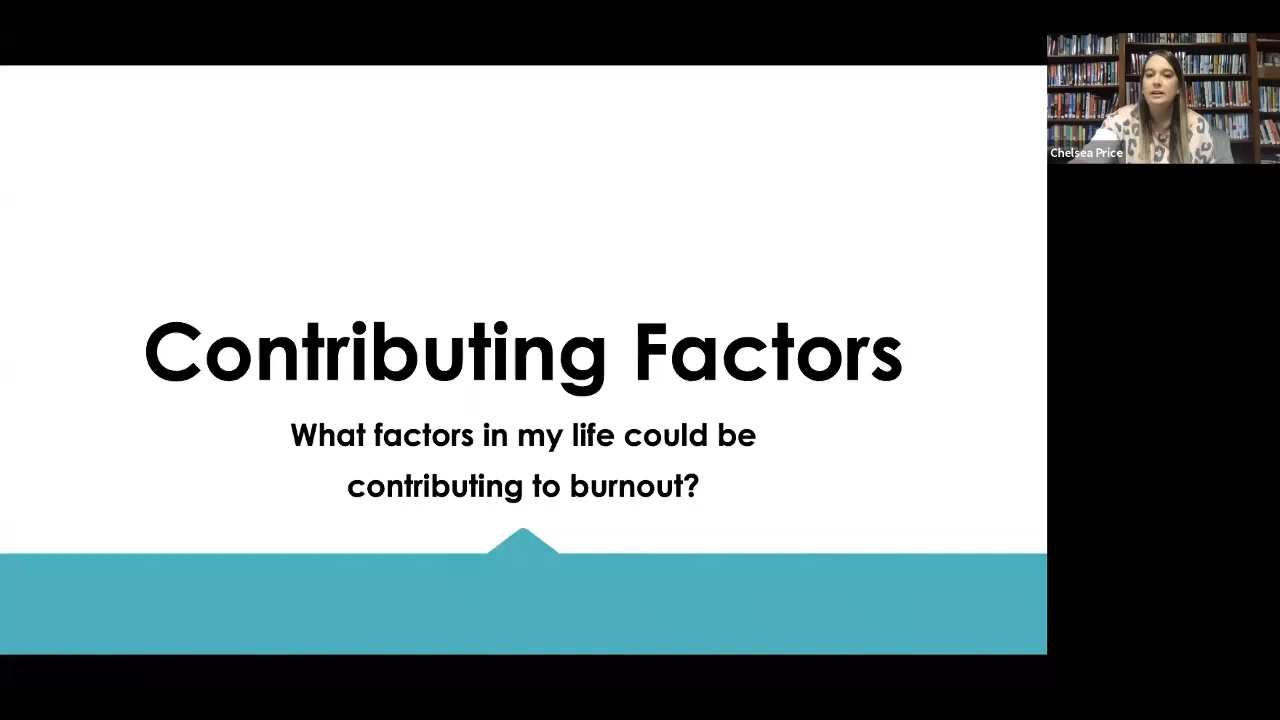 Contributing Factors
What factors in my life could be
contributing to burnout?
Chelsea Price